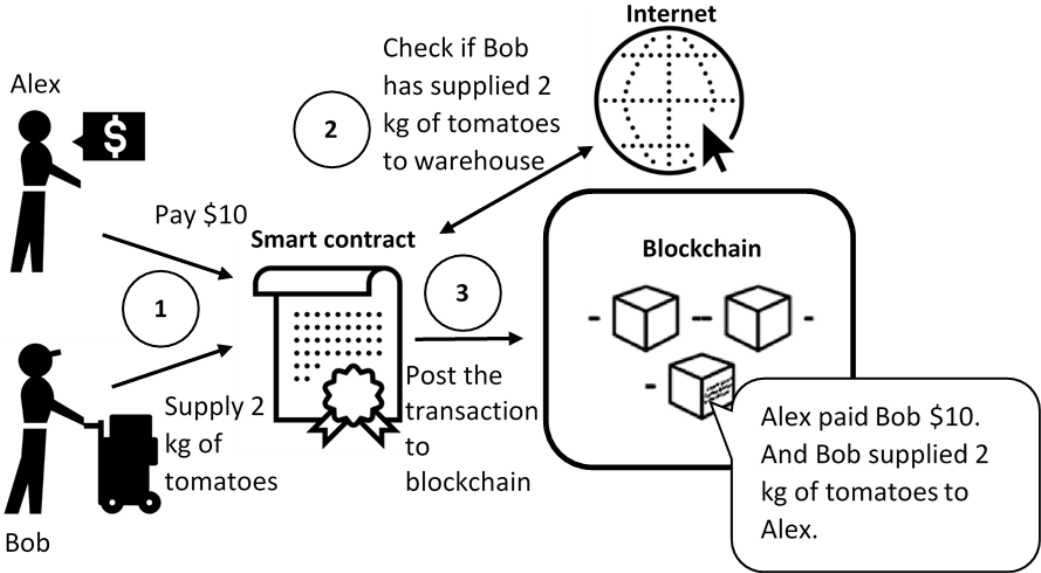 Internet
Alex
$
2
Check if Bob
has supplied 2
kg of tomatoes
to warehouse
Pay $10
Smart contract
1
3
Blockchain
Supply 2
kg of
tomatoes
Post the
transaction
to
blockchain
Alex paid Bob $10.
And Bob supplied 2
kg of tomatoes to
Alex.
Bob